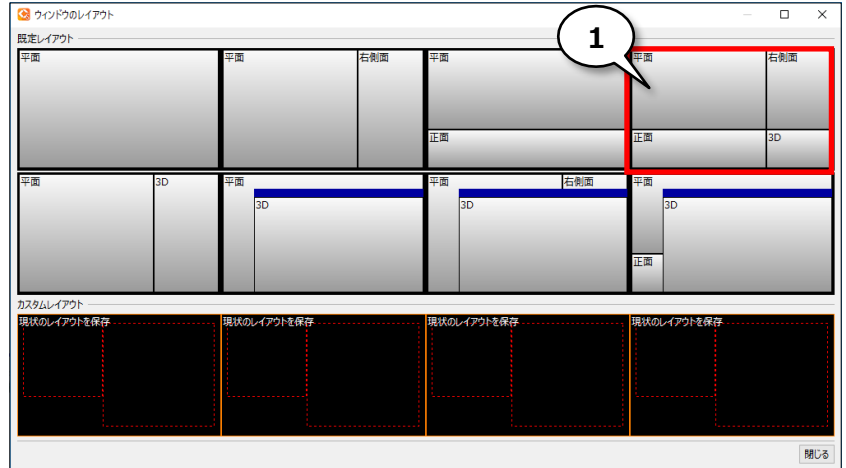 ウィンドウのレイアウト
既定レイアウト
1
平面
平面 右側面
平面
正面
平面 右側面
正面 3D
平面 3D
平面
3D
平面 右側面
3D
平面
3D
正面
カスタムレイアウト
現状のレイアウトを保存
現状のレイアウトを保存
現状のレイアウトを保存
現状のレイアウトを保存
閉じる